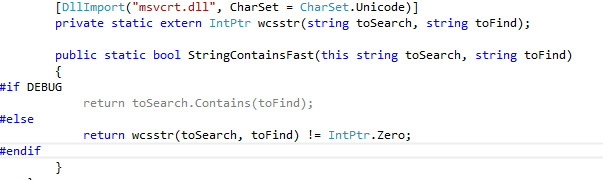 [DllImport("msvcrt.dll", CharSet = CharSet.Unicode)]
private static extern IntPtr wcsstr(string toSearch, string toFind);
public static bool StringContainsFast(this string toSearch, string toFind)
{
#if DEBUG
return toSearch.Contains(toFind);
#else
return wcsstr(toSearch, toFind) != IntPtr.Zero;
#endif
}